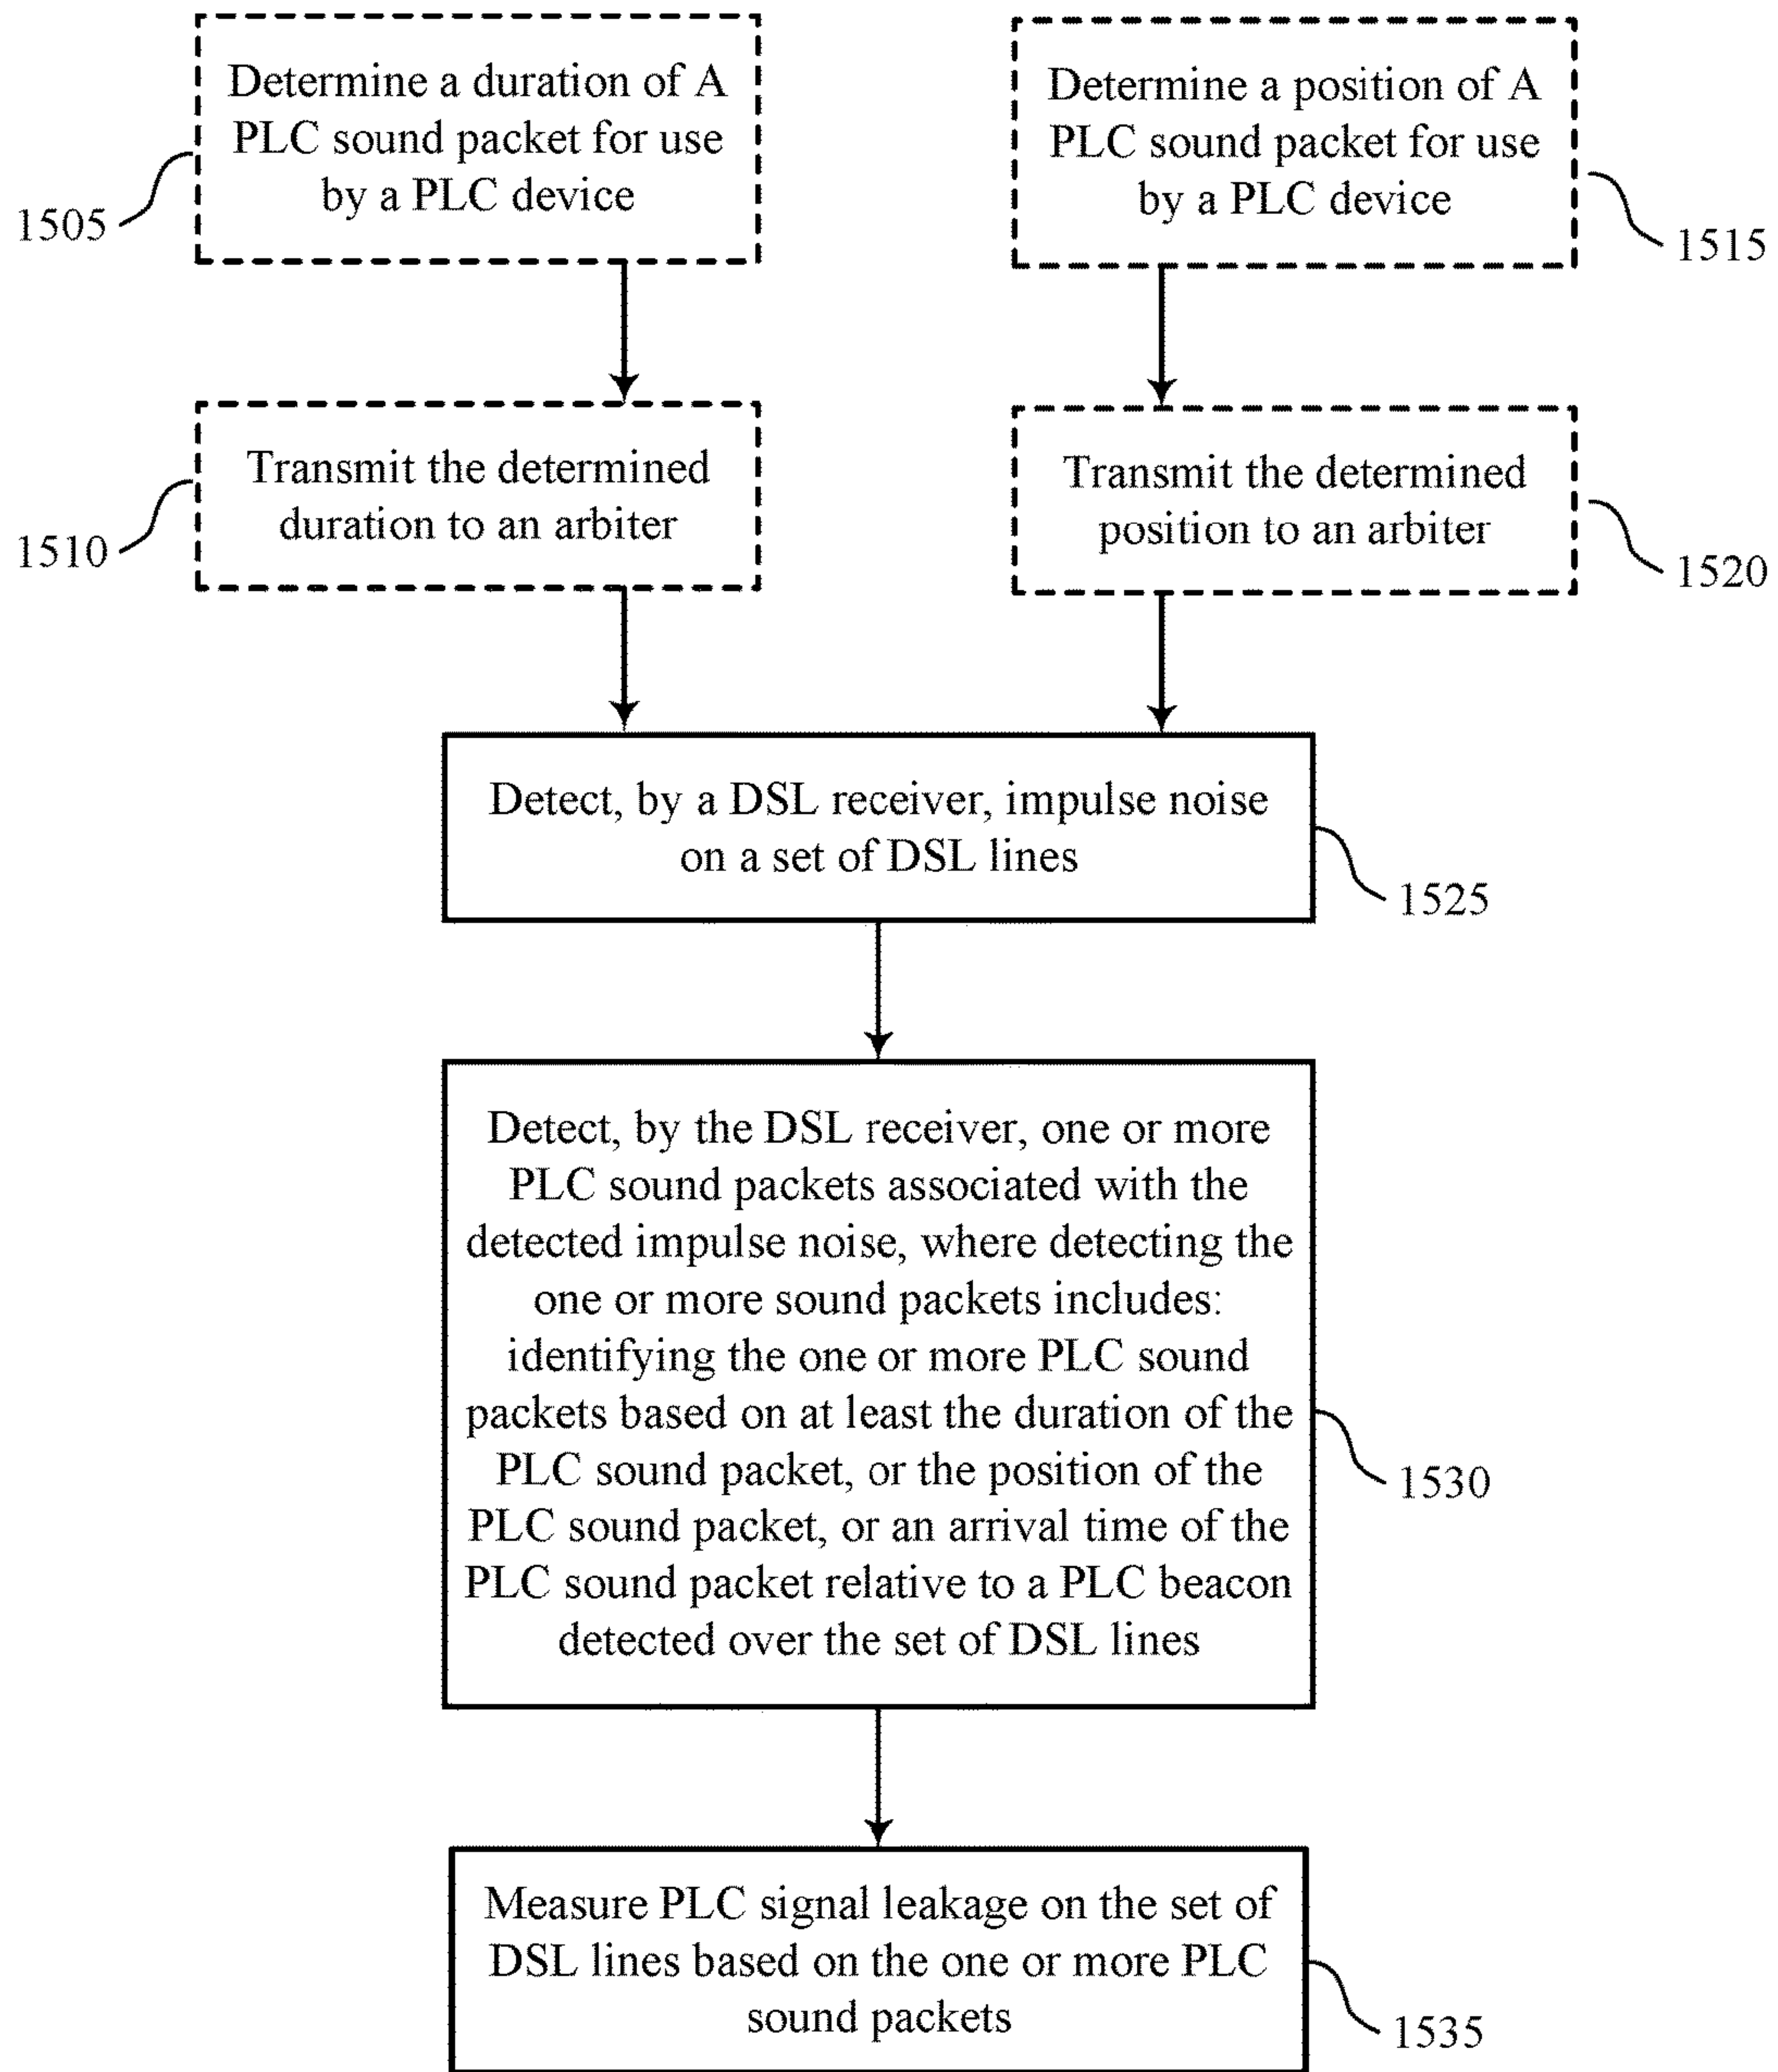 Determine a duration of A
PLC sound packet for use
by a PLC device
1505
Determine a position of A
PLC sound packet for use
by a PLC device
1515
Transmit the determined
duration to an arbiter
1510
Transmit the determined
position to an arbiter
1520
Detect, by a DSL receiver, impulse noise
on a set of DSL lines
1525
Detect, by the DSL receiver, one or more
PLC sound packets associated with the
detected impulse noise, where detecting the
one or more sound packets includes:
identifying the one or more PLC sound
packets based on at least the duration of the
PLC sound packet, or the position of the
PLC sound packet, or an arrival time of the
PLC sound packet relative to a PLC beacon
detected over the set of DSL lines
1530
Measure PLC signal leakage on the set of
DSL lines based on the one or more PLC
sound packets
1535